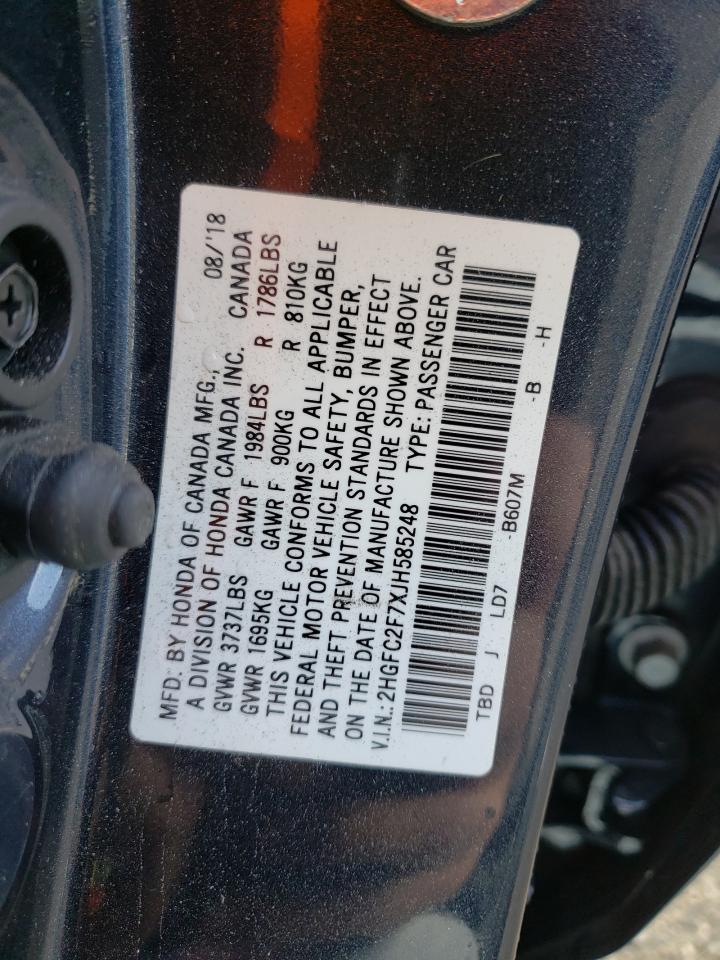 MFD. BY HONDA OF CANADA MFG., 08/'18
A DIVISION OF HONDA CANADA INC. CANADA
GVWR 3737LBS GAWR F 1984LBS R 1786LBS
GVWR 1695KG GAWR F 900KG R 810KG
THIS VEHICLE CONFORMS TO ALL APPLICABLE
FEDERAL MOTOR VEHICLE SAFETY, BUMPER,
AND THEFT PREVENTION STANDARDS IN EFFECT
ON THE DATE OF MANUFACTURE SHOWN ABOVE.
V.I.N.:2HGFC2F7XJH585248 TYPE: PASSENGER CAR
TBD J LD7 -B607M -B -H